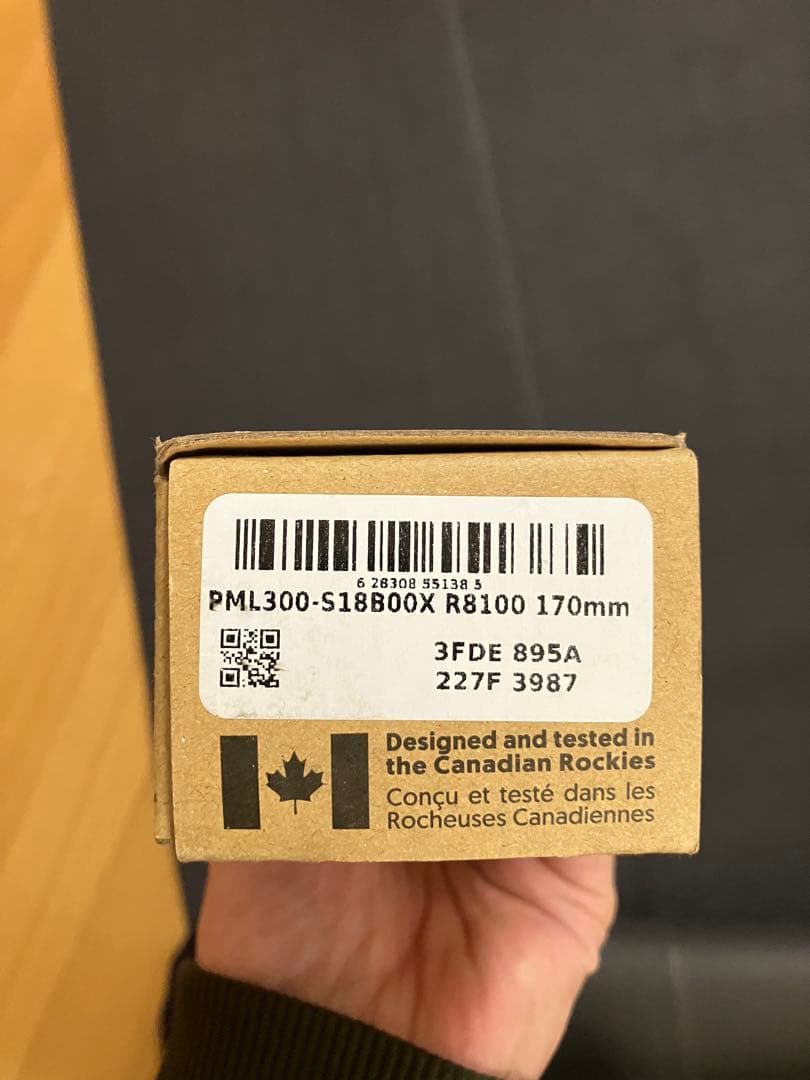 6 28308 55138 5
PML300-S18B00X R8100 170mm
3FDE 895A
227F 3987
Designed and tested in
the Canadian Rockies
Conçu et testé dans les
Rocheuses Canadiennes